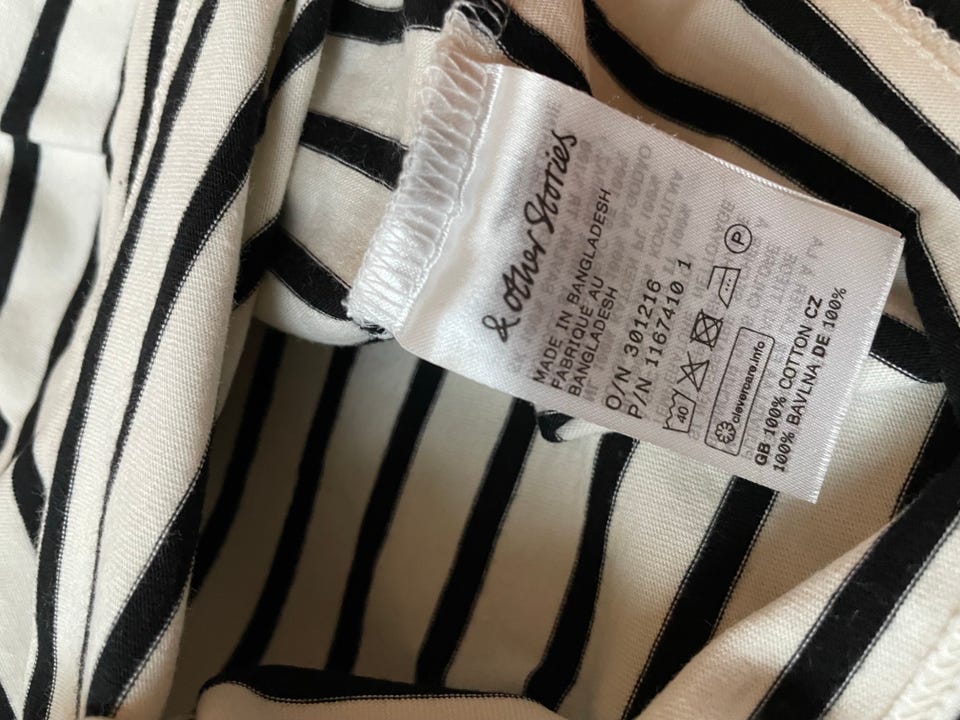 & other Stories
MADE IN BANGLADESH
FABRIQUE AU
BANGLADESH
O/N 301216
P/N 1167410 1
40
P
clevercare.info
GB 100% COTTON CZ
100% BAVLNA DE 100%